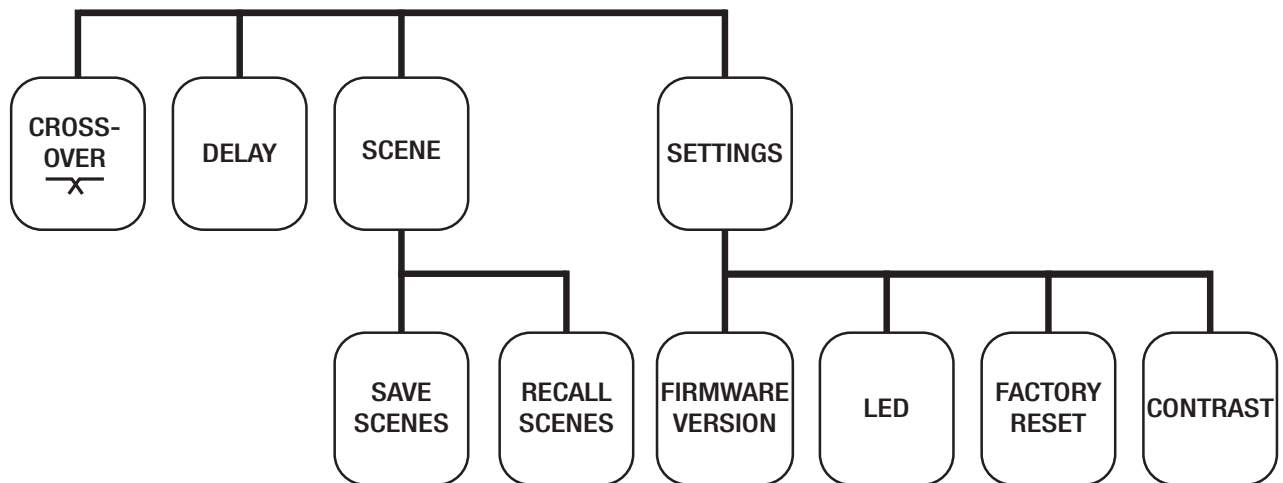 CROSS-
OVER
DELAY
SCENE
SETTINGS
SAVE
SCENES
RECALL
SCENES
FIRMWARE
VERSION
LED
FACTORY
RESET
CONTRAST